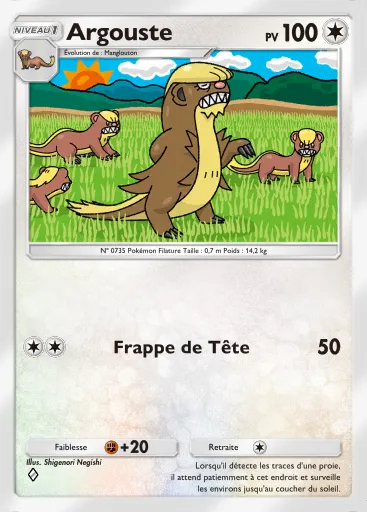 NIVEAU 1
Argouste
PV 100
Évolution de : Manglouton
N° 0735 Pokémon Filature Taille : 0,7 m Poids : 14,2 kg
Frappe de Tête 50
Faiblesse +20 Retraite
Illus. Shigenori Negishi
Lorsqu'il détecte les traces d'une proie,
il attend patiemment à cet endroit et surveille
les environs jusqu'au coucher du soleil.